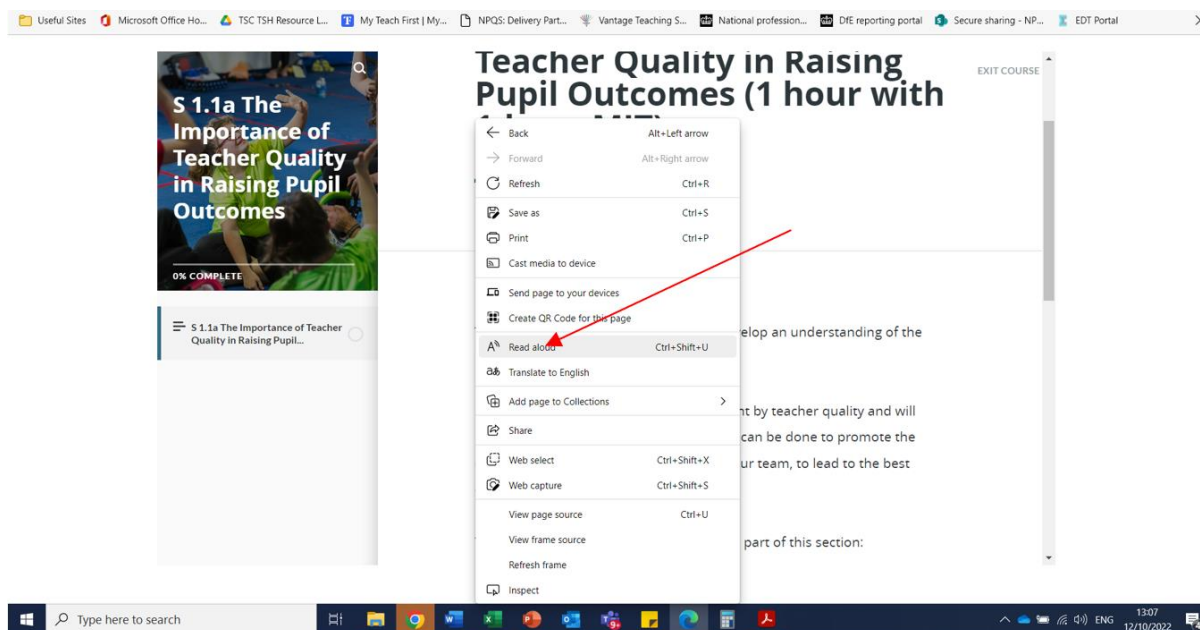 Useful Sites Microsoft Office Ho... TSC TSH Resource L... My Teach First | My... NPQS: Delivery Part... Vantage Teaching S... National profession... DfE reporting portal Secure sharing - NP... EDT Portal
Teacher Quality in Raising
Pupil Outcomes (1 hour with
EXIT COURSE
S 1.1a The
Importance of
Teacher Quality
in Raising Pupil
Outcomes
0% COMPLETE
S 1.1a The Importance of Teacher
Quality in Raising Pupil...
Back Alt+Left arrow
Forward Alt+Right arrow
Refresh Ctrl+R
Save as Ctrl+S
Print Ctrl+P
Cast media to device
Send page to your devices
Create QR Code for this page
Read aloud Ctrl+Shift+U
Translate to English
Add page to Collections
Share
Web select Ctrl+Shift+X
Web capture Ctrl+Shift+S
View page source Ctrl+U
View frame source
Refresh frame
Inspect
elop an understanding of the
nt by teacher quality and will
can be done to promote the
ur team, to lead to the best
part of this section:
Type here to search
ENG
13:07
12/10/2022